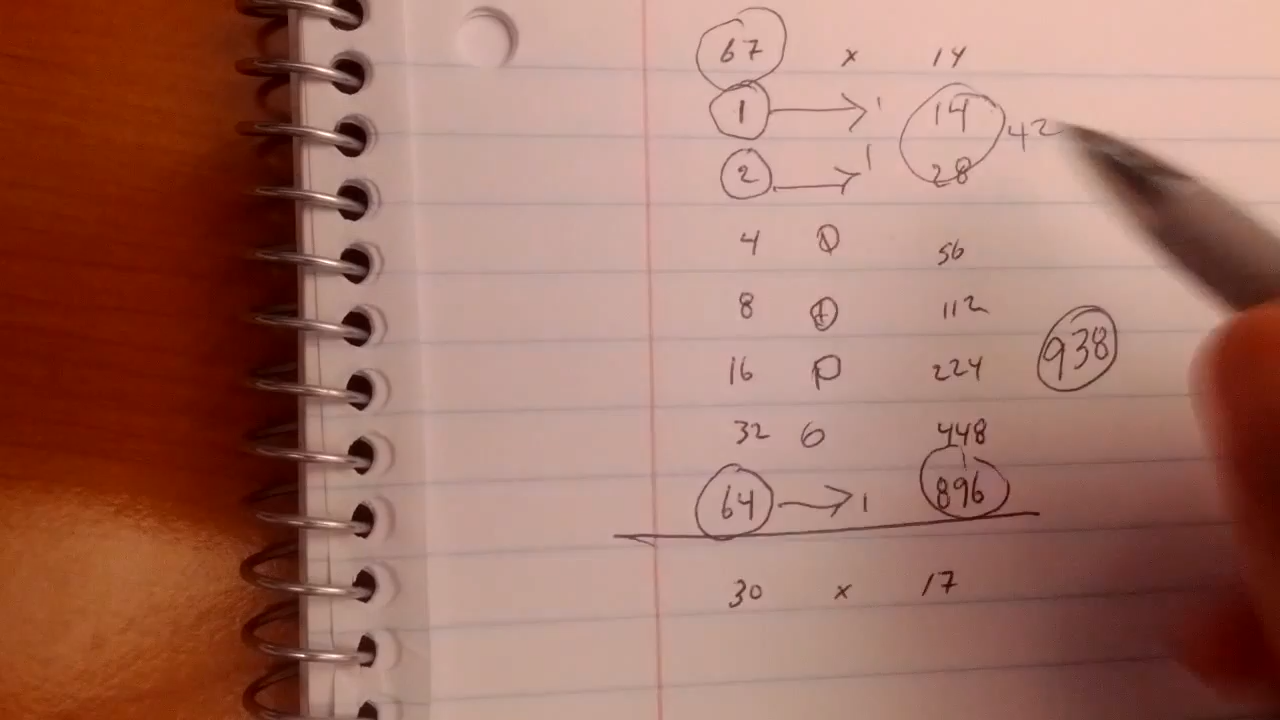 67 x 14
1 → 1 14
2 → 1 28 42
4 0 56
8 0 112
16 0 224 938
32 0 448
64 → 1 896
30 x 17